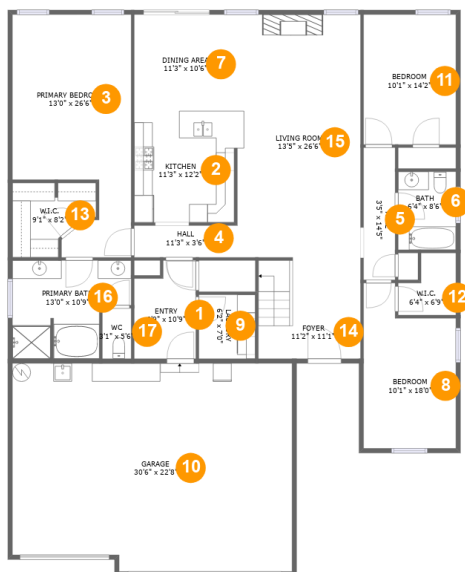 DINING AREA
11'3" x 10'6"
7
BEDROOM
10'1" x 14'2"
11
PRIMARY BEDRO
13'0" x 26'6"
3
LIVING ROOM
13'5" x 26'6"
15
KITCHEN
11'3" x 12'2"
2
W.I.C.
9'1" x 8'2"
13
BATH
6'4" x 8'6"
6
3'5" x 14'5"
5
HALL
11'3" x 3'6"
4
PRIMARY BATH
13'0" x 10'9"
16
W.I.C.
6'4" x 6'9"
12
ENTRY
x 10'9"
1
6'2" x 7'0"
9
WC
3'1" x 5'6"
17
FOYER
11'2" x 11'1"
14
BEDROOM
10'1" x 18'0"
8
GARAGE
30'6" x 22'8"
10